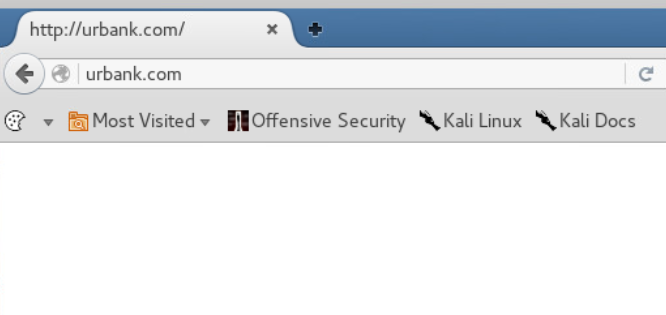 http://urbank.com/
urbank.com
Most Visited Offensive Security Kali Linux Kali Docs